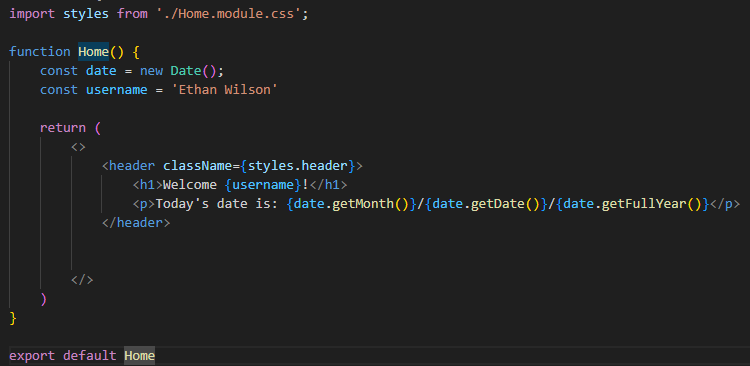 import styles from './Home.module.css';
function Home() {
const date = new Date();
const username = 'Ethan Wilson'
return (
<>
<header className={styles.header}>
<h1>Welcome {username}!</h1>
<p>Today's date is: {date.getMonth()}/{date.getDate()}/{date.getFullYear()}</p>
</header>
</>
)
}
export default Home